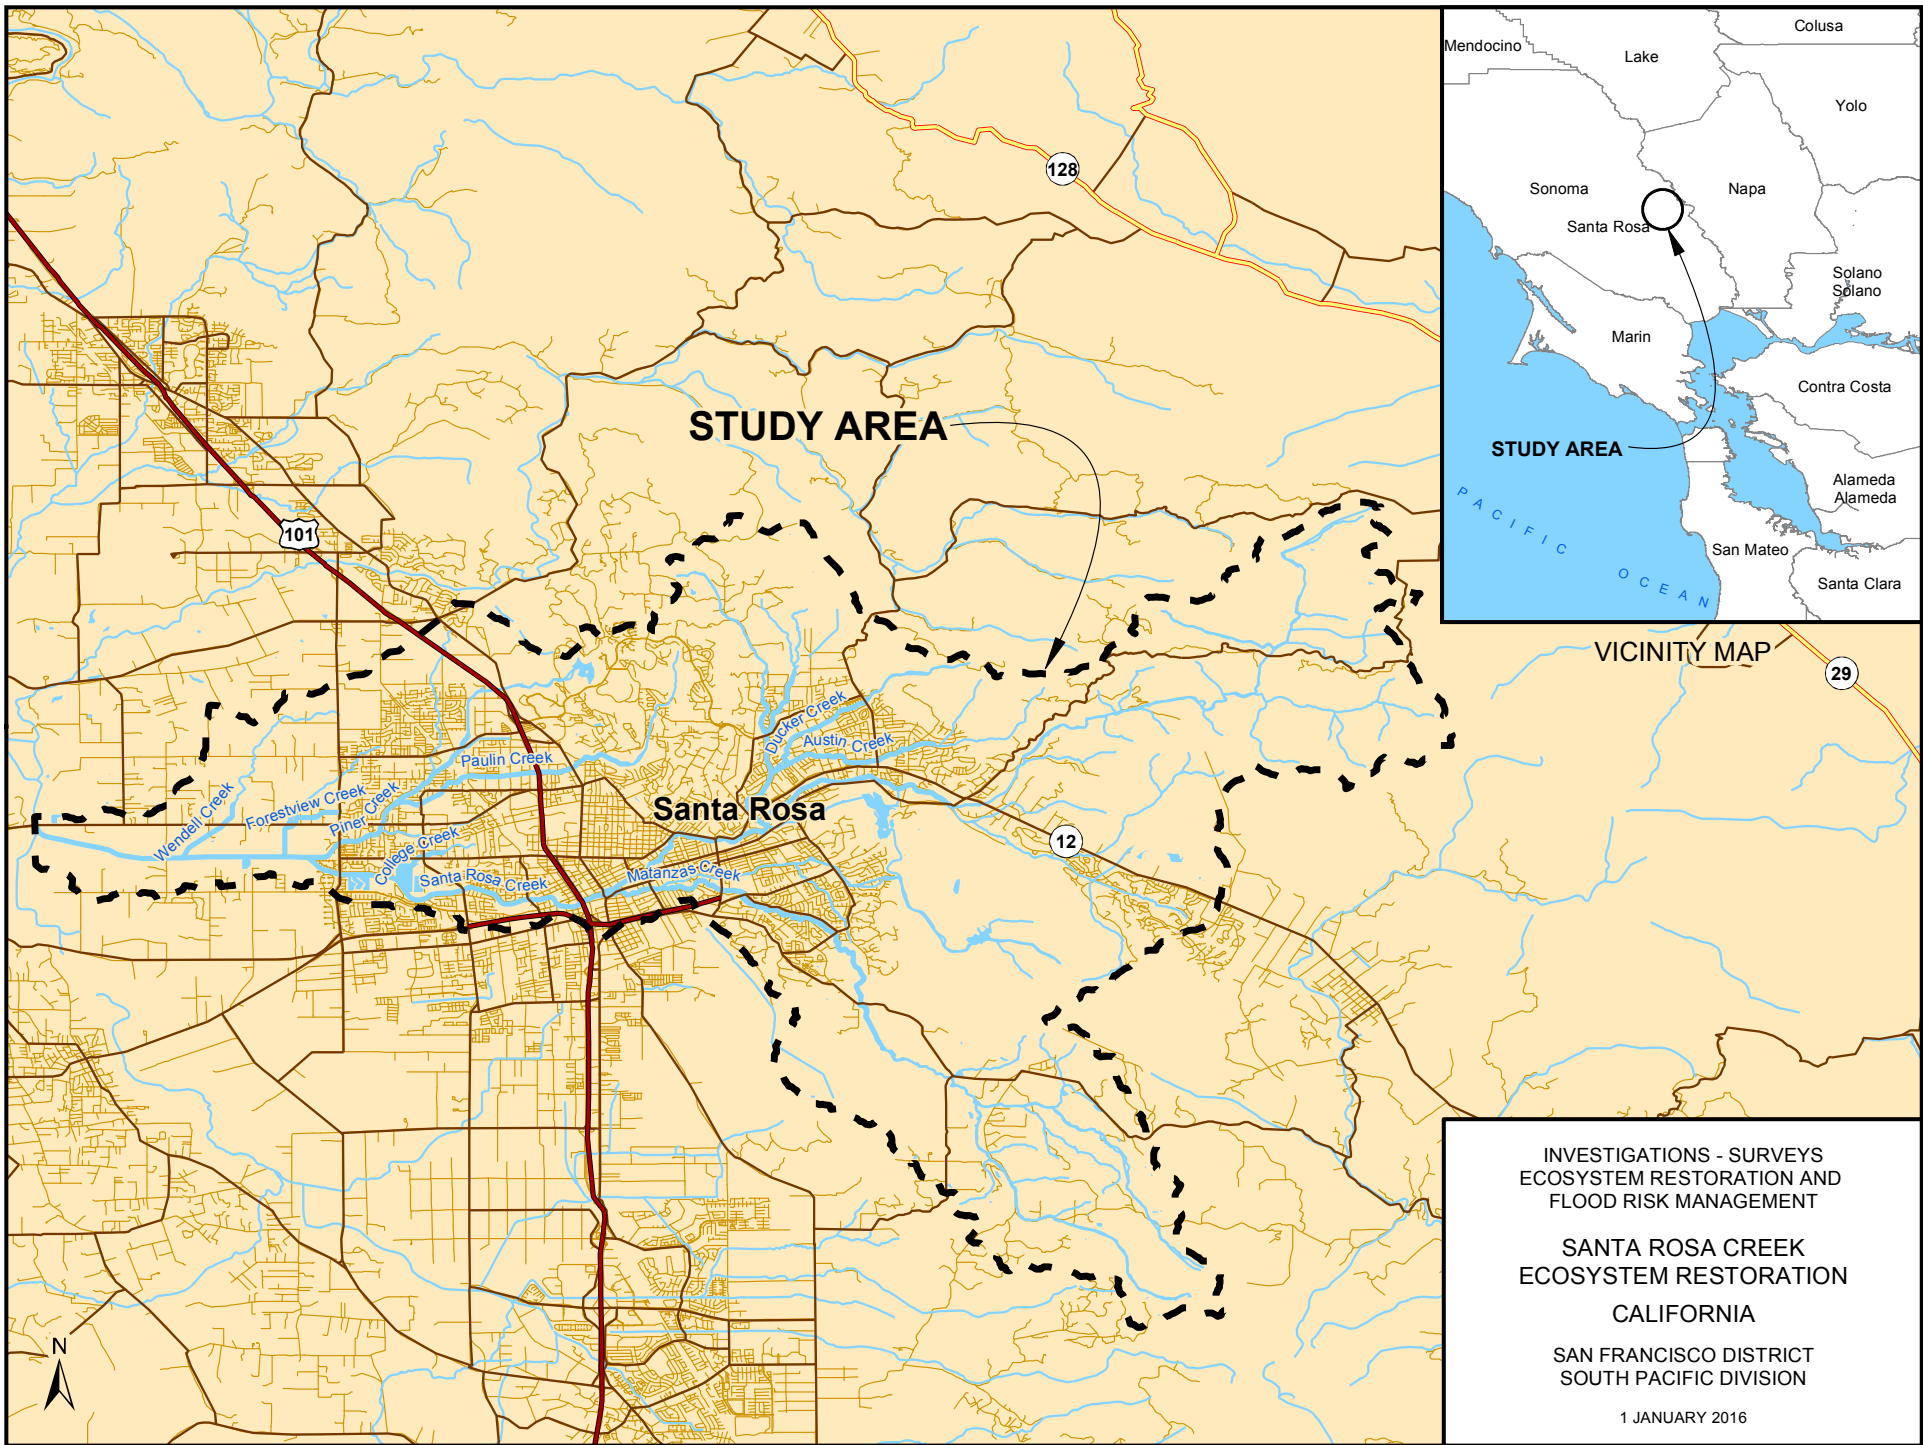 128
101
STUDY AREA
Ducker Creek
Austin Creek
Paulin Creek
Wendell Creek
Forestview Creek
Piner Creek
College Creek
Santa Rosa Creek
Matanzas Creek
Santa Rosa
12
29
N
Colusa
Mendocino
Lake
Yolo
Sonoma
Napa
Santa Rosa
Solano
Solano
Marin
Contra Costa
STUDY AREA
Alameda
Alameda
PACIFIC OCEAN
San Mateo
Santa Clara
VICINITY MAP
INVESTIGATIONS - SURVEYS
ECOSYSTEM RESTORATION AND
FLOOD RISK MANAGEMENT
SANTA ROSA CREEK
ECOSYSTEM RESTORATION
CALIFORNIA
SAN FRANCISCO DISTRICT
SOUTH PACIFIC DIVISION
1 JANUARY 2016